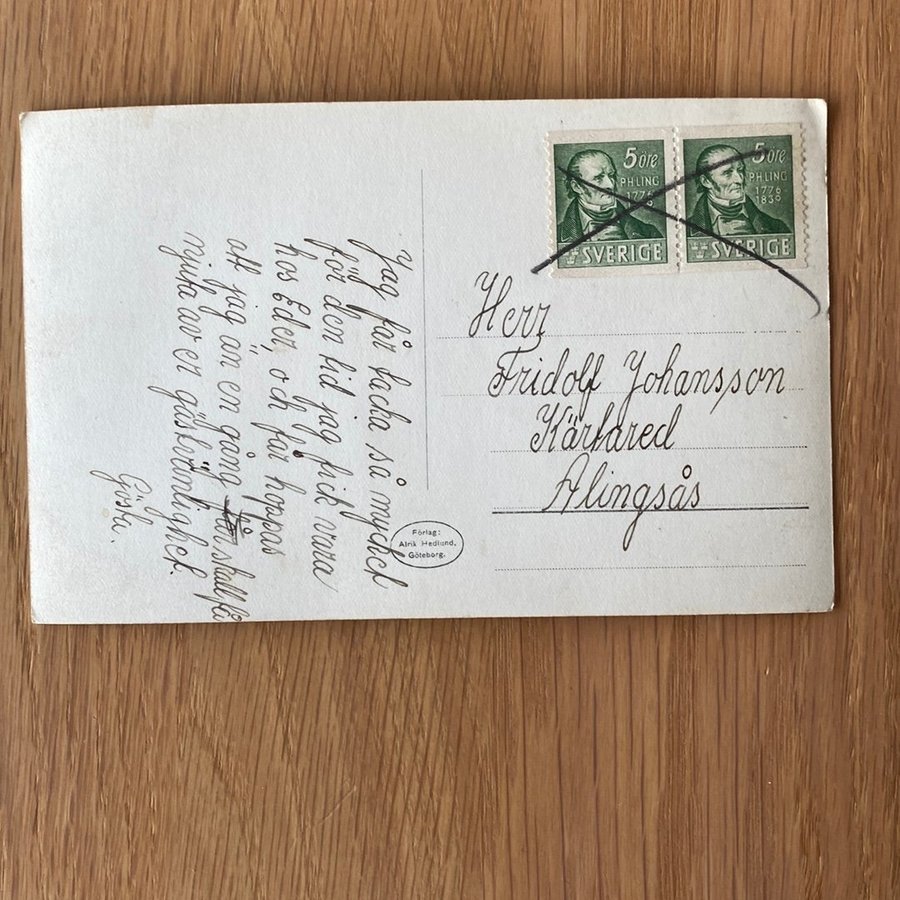 Jag får tacka så mycket
för den tid jag fick vara
hos Eder, och får hoppas
att jag än en gång skall få
njuta av er gästvänlighet.
Gösta.
5 öre
PH LING
1776
SVERIGE
5 öre
PH LING
1776
1839
SVERIGE
Herr
Fridolf Johansson
Kärtared
Alingsås
Förlag:
Alrik Hedlund,
Göteborg.